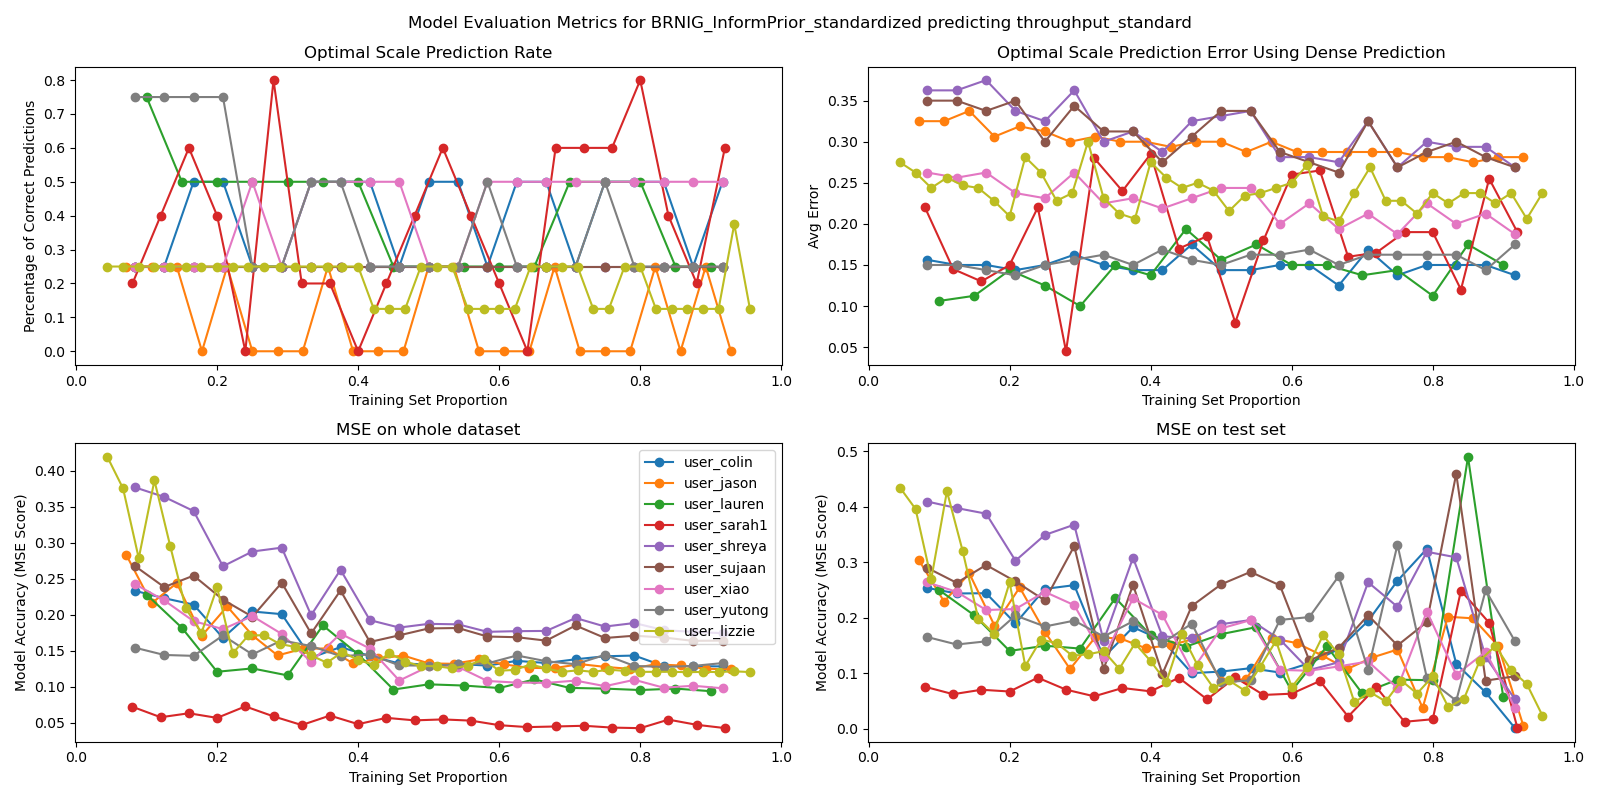 Model Evaluation Metrics for BRNIG_InformPrior_standardized predicting throughput_standard
Optimal Scale Prediction Rate
Percentage of Correct Predictions
0.8
0.7
0.6
0.5
0.4
0.3
0.2
0.1
0.0
0.0 0.2 0.4 0.6 0.8 1.0
Training Set Proportion
Optimal Scale Prediction Error Using Dense Prediction
Avg Error
0.35
0.30
0.25
0.20
0.15
0.10
0.05
0.0 0.2 0.4 0.6 0.8 1.0
Training Set Proportion
MSE on whole dataset
Model Accuracy (MSE Score)
0.40
0.35
0.30
0.25
0.20
0.15
0.10
0.05
0.0 0.2 0.4 0.6 0.8 1.0
Training Set Proportion
user_colin
user_jason
user_lauren
user_sarah1
user_shreya
user_sujaan
user_xiao
user_yutong
user_lizzie
MSE on test set
Model Accuracy (MSE Score)
0.5
0.4
0.3
0.2
0.1
0.0
0.0 0.2 0.4 0.6 0.8 1.0
Training Set Proportion